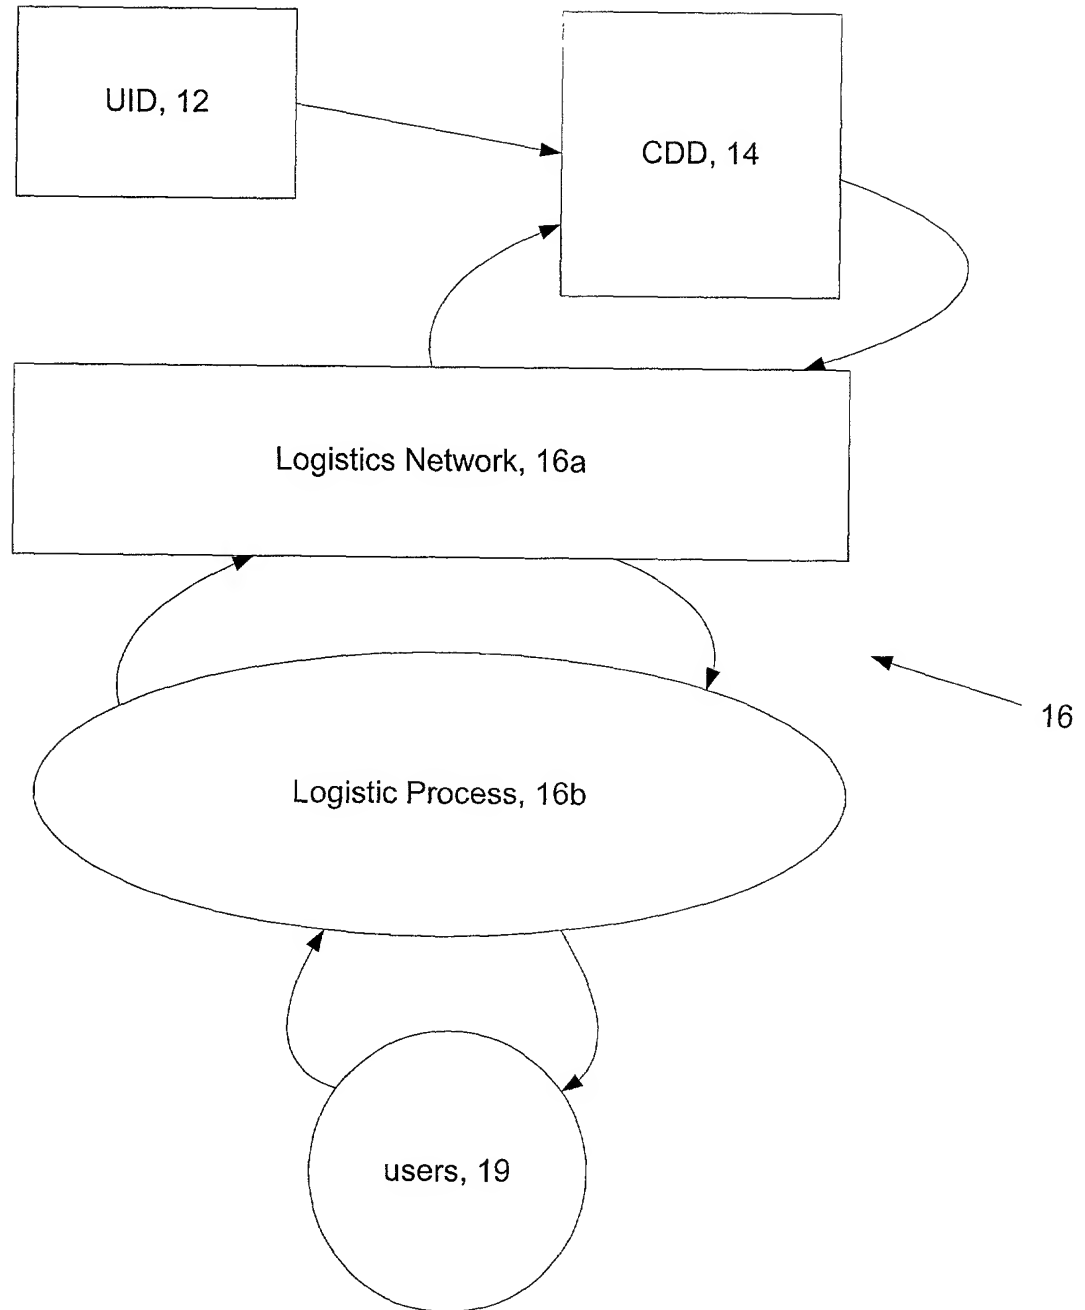 UID, 12
CDD, 14
Logistics Network, 16a
16
Logistic Process, 16b
users, 19